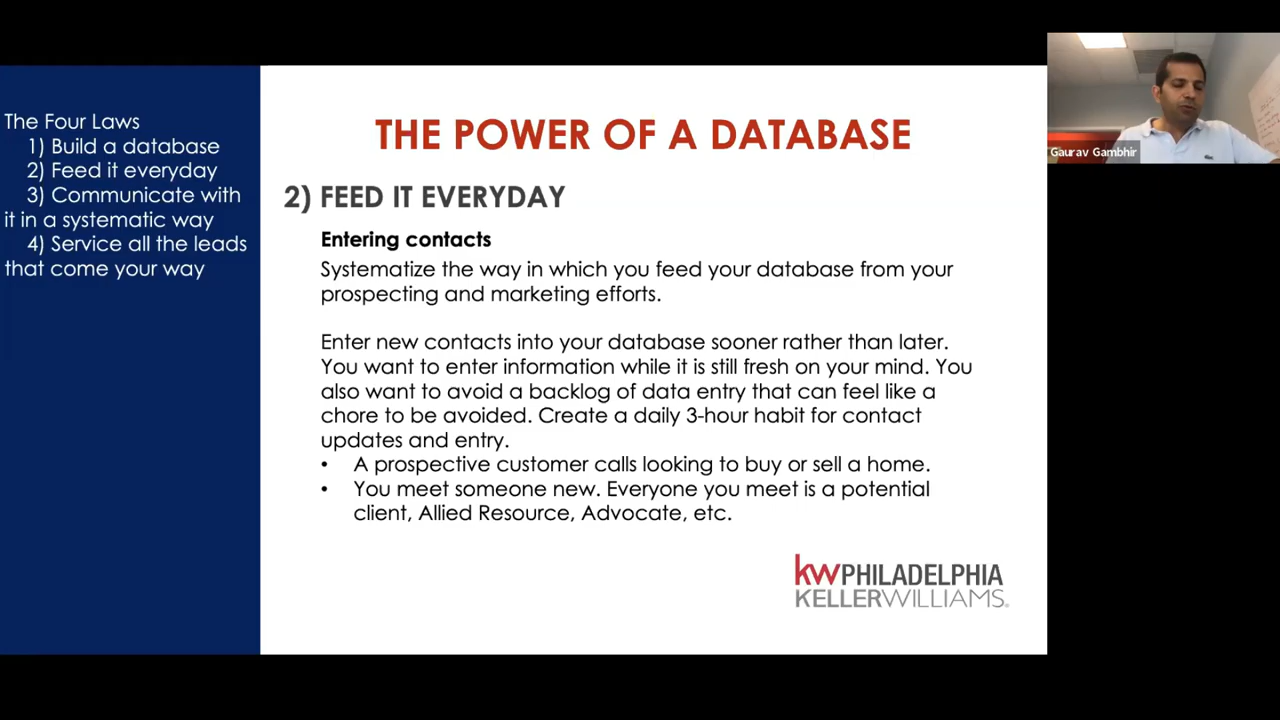 The Four Laws
1) Build a database
2) Feed it everyday
3) Communicate with
it in a systematic way
4) Service all the leads
that come your way
THE POWER OF A DATABASE
2) FEED IT EVERYDAY
Entering contacts
Systematize the way in which you feed your database from your
prospecting and marketing efforts.
Enter new contacts into your database sooner rather than later.
You want to enter information while it is still fresh on your mind. You
also want to avoid a backlog of data entry that can feel like a
chore to be avoided. Create a daily 3-hour habit for contact
updates and entry.
• A prospective customer calls looking to buy or sell a home.
• You meet someone new. Everyone you meet is a potential
client, Allied Resource, Advocate, etc.
kwPHILADELPHIA
KELLERWILLIAMS®
Gaurav Gambhir